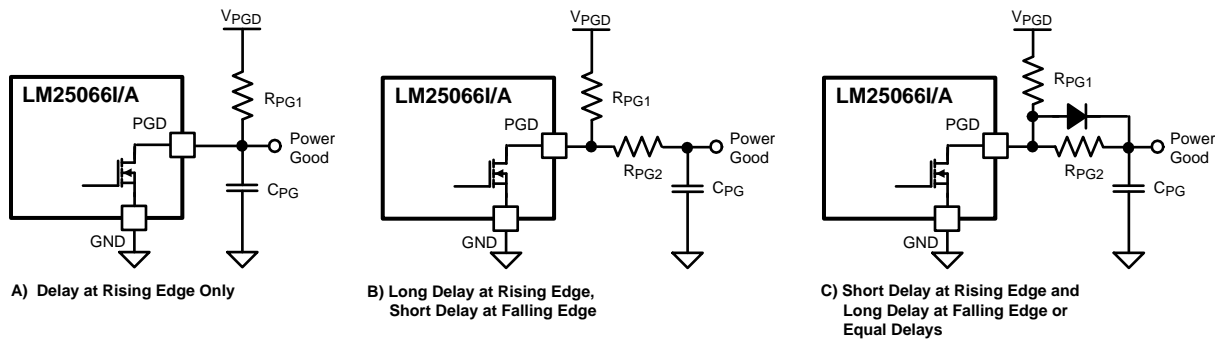 VPGD
LM25066I/A
RPG1
PGD
Power
Good
CPG
GND
A) Delay at Rising Edge Only
VPGD
LM25066I/A
RPG1
PGD
RPG2
Power
Good
CPG
GND
B) Long Delay at Rising Edge,
Short Delay at Falling Edge
VPGD
LM25066I/A
RPG1
PGD
RPG2
Power
Good
CPG
GND
C) Short Delay at Rising Edge and
Long Delay at Falling Edge or
Equal Delays